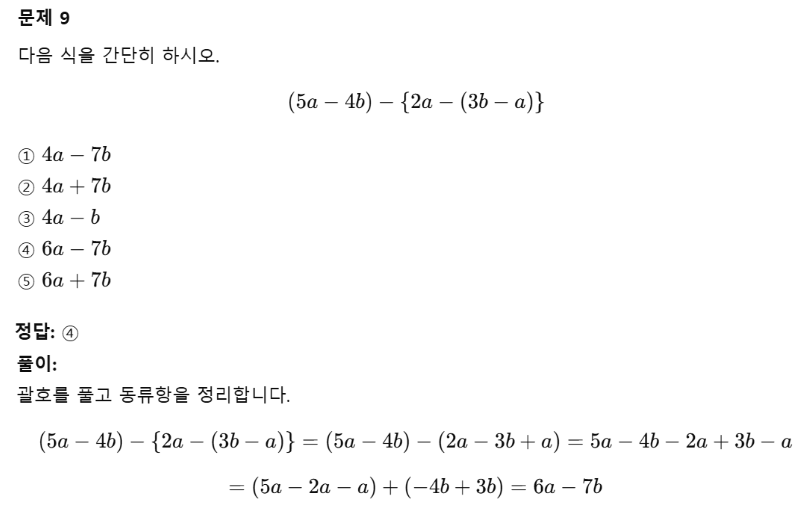 문제 9
다음 식을 간단히 하시오.
(5a − 4b) − {2a − (3b − a)}
① 4a − 7b
② 4a + 7b
③ 4a − b
④ 6a − 7b
⑤ 6a + 7b
정답: ④
풀이:
괄호를 풀고 동류항을 정리합니다.
(5a − 4b) − {2a − (3b − a)} = (5a − 4b) − (2a − 3b + a) = 5a − 4b − 2a + 3b − a
= (5a − 2a − a) + (−4b + 3b) = 6a − 7b